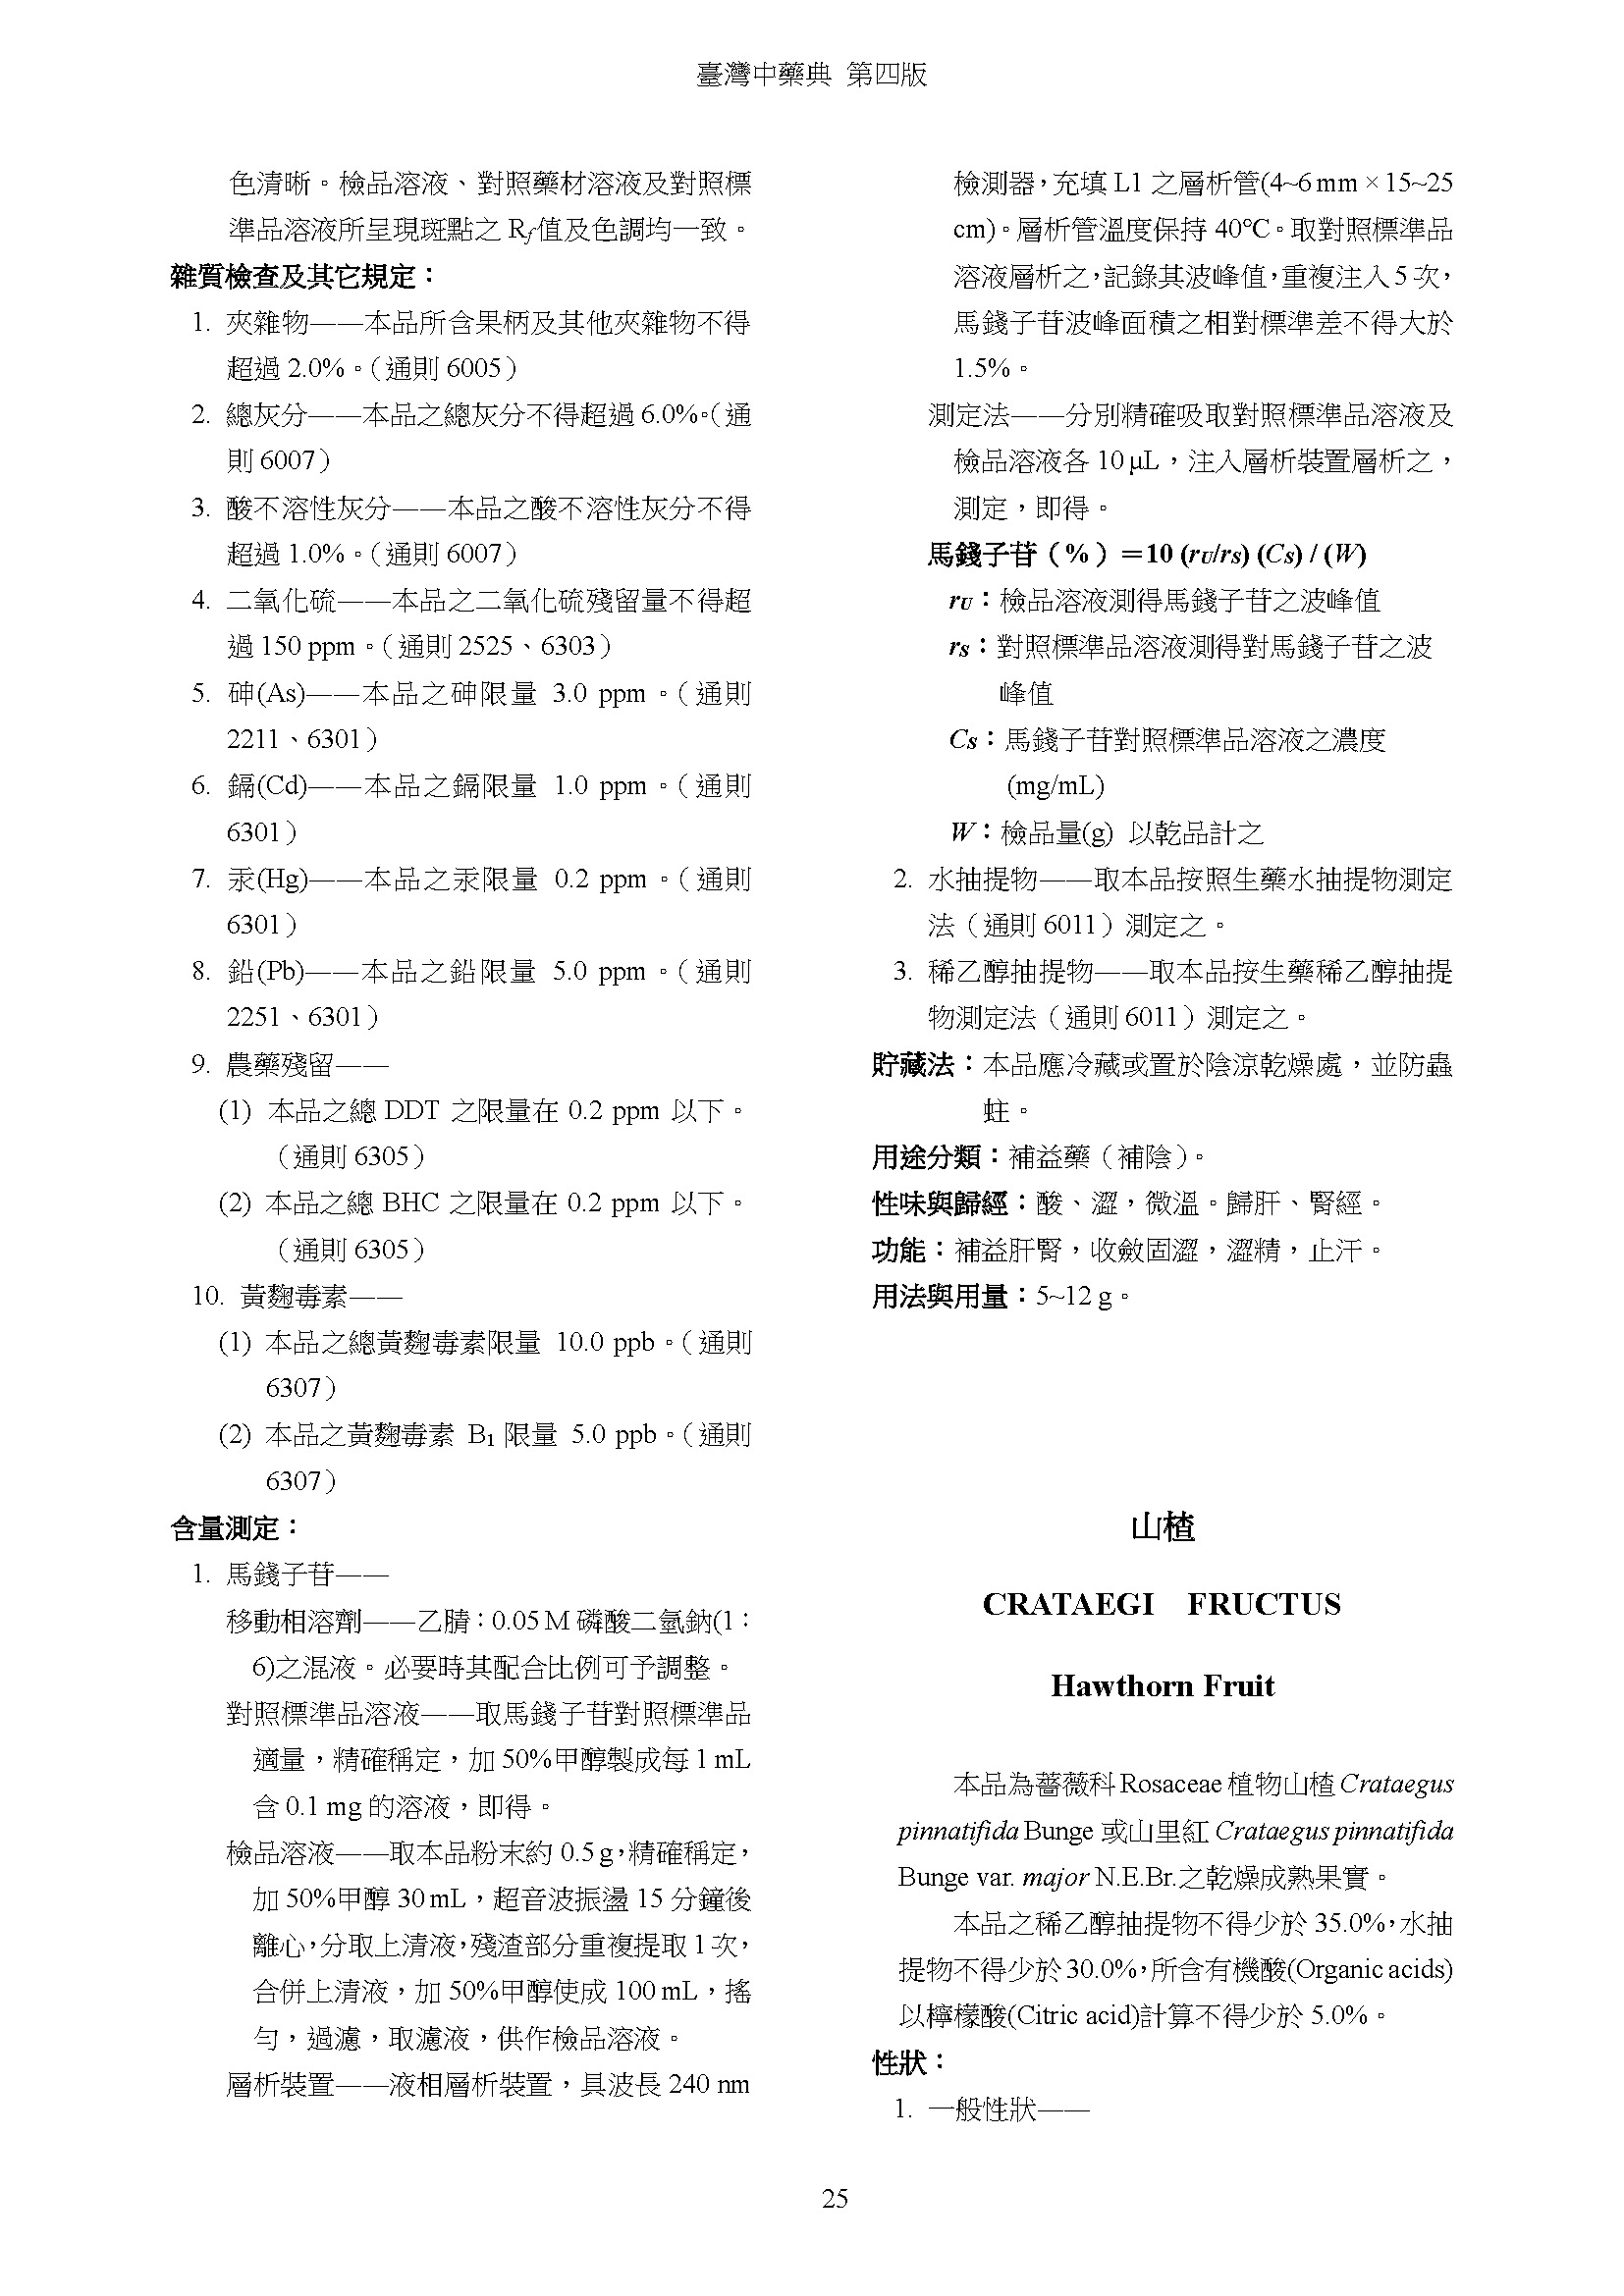 臺灣中藥典 第四版
色清晰。檢品溶液、對照藥材溶液及對照標
準品溶液所呈現斑點之 Rf值及色調均一致。
雜質檢查及其它規定：
1. 夾雜物——本品所含果柄及其他夾雜物不得
超過 2.0%。（通則 6005）
2. 總灰分——本品之總灰分不得超過 6.0%。（通
則 6007）
3. 酸不溶性灰分——本品之酸不溶性灰分不得
超過 1.0%。（通則 6007）
4. 二氧化硫——本品之二氧化硫殘留量不得超
過 150 ppm。（通則 2525、6303）
5. 砷(As)——本品之砷限量 3.0 ppm。（通則
2211、6301）
6. 鎘(Cd)——本品之鎘限量 1.0 ppm。（通則
6301）
7. 汞(Hg)——本品之汞限量 0.2 ppm。（通則
6301）
8. 鉛(Pb)——本品之鉛限量 5.0 ppm。（通則
2251、6301）
9. 農藥殘留——
(1) 本品之總 DDT 之限量在 0.2 ppm 以下。
（通則 6305）
(2) 本品之總 BHC 之限量在 0.2 ppm 以下。
（通則 6305）
10. 黃麴毒素——
(1) 本品之總黃麴毒素限量 10.0 ppb。（通則
6307）
(2) 本品之黃麴毒素 B1 限量 5.0 ppb。（通則
6307）
含量測定：
1. 馬錢子苷——
移動相溶劑——乙腈：0.05 M 磷酸二氫鈉(1：
6)之混液。必要時其配合比例可予調整。
對照標準品溶液——取馬錢子苷對照標準品
適量，精確稱定，加 50%甲醇製成每 1 mL
含 0.1 mg 的溶液，即得。
檢品溶液——取本品粉末約 0.5 g，精確稱定，
加 50%甲醇 30 mL，超音波振盪 15 分鐘後
離心，分取上清液，殘渣部分重複提取 1 次，
合併上清液，加 50%甲醇使成 100 mL，搖
勻，過濾，取濾液，供作檢品溶液。
層析裝置——液相層析裝置，具波長 240 nm
檢測器，充填 L1 之層析管(4~6 mm × 15~25
cm)。層析管溫度保持 40°C。取對照標準品
溶液層析之，記錄其波峰值，重複注入 5 次，
馬錢子苷波峰面積之相對標準差不得大於
1.5%。
測定法——分別精確吸取對照標準品溶液及
檢品溶液各 10 μL，注入層析裝置層析之，
測定，即得。
馬錢子苷（%）＝10 (rU/rS) (CS) / (W)
rU：檢品溶液測得馬錢子苷之波峰值
rS：對照標準品溶液測得對馬錢子苷之波
峰值
CS：馬錢子苷對照標準品溶液之濃度
(mg/mL)
W：檢品量(g) 以乾品計之
2. 水抽提物——取本品按照生藥水抽提物測定
法（通則 6011）測定之。
3. 稀乙醇抽提物——取本品按生藥稀乙醇抽提
物測定法（通則 6011）測定之。
貯藏法：本品應冷藏或置於陰涼乾燥處，並防蟲
蛀。
用途分類：補益藥（補陰）。
性味與歸經：酸、澀，微溫。歸肝、腎經。
功能：補益肝腎，收斂固澀，澀精，止汗。
用法與用量：5~12 g。
山楂
CRATAEGI FRUCTUS
Hawthorn Fruit
本品為薔薇科 Rosaceae 植物山楂 Crataegus
pinnatifida Bunge 或山里紅 Crataegus pinnatifida
Bunge var. major N.E.Br.之乾燥成熟果實。
本品之稀乙醇抽提物不得少於 35.0%，水抽
提物不得少於 30.0%，所含有機酸(Organic acids)
以檸檬酸(Citric acid)計算不得少於 5.0%。
性狀：
1. 一般性狀——
25